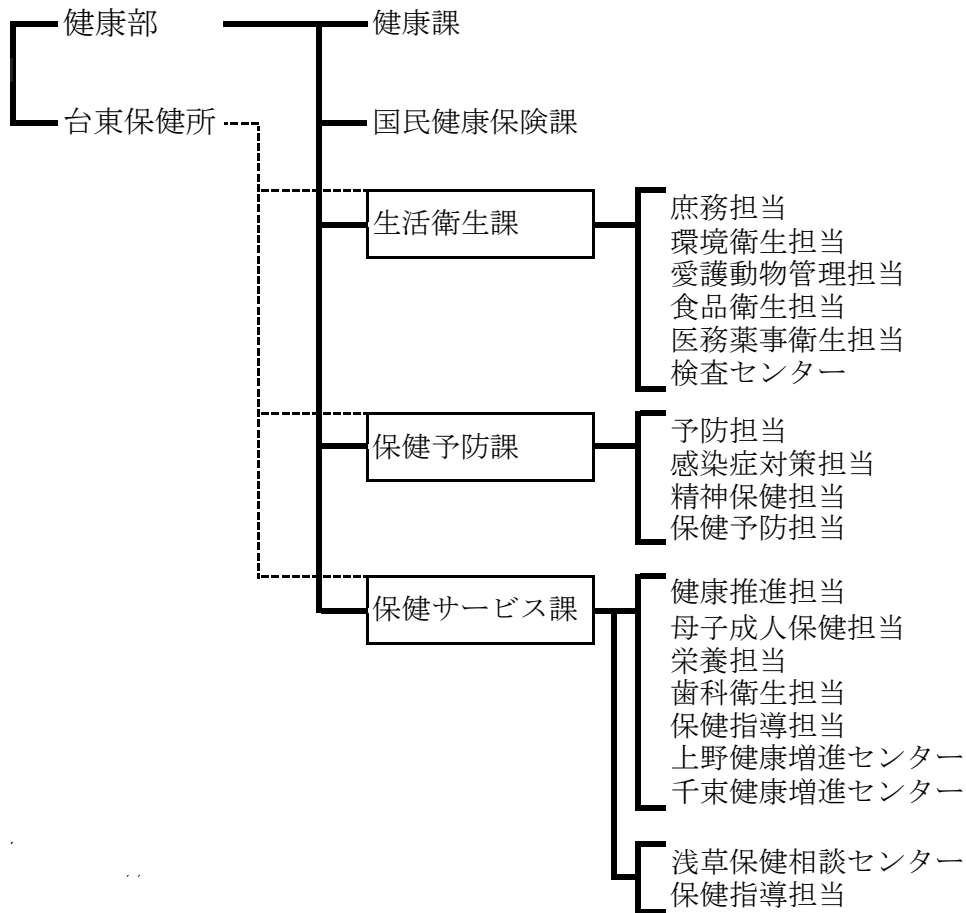 健康部
健康課
台東保健所
国民健康保険課
生活衛生課
庶務担当
環境衛生担当
愛護動物管理担当
食品衛生担当
医務薬事衛生担当
検査センター
保健予防課
予防担当
感染症対策担当
精神保健担当
保健予防担当
保健サービス課
健康推進担当
母子成人保健担当
栄養担当
歯科衛生担当
保健指導担当
上野健康増進センター
千束健康増進センター
浅草保健相談センター
保健指導担当